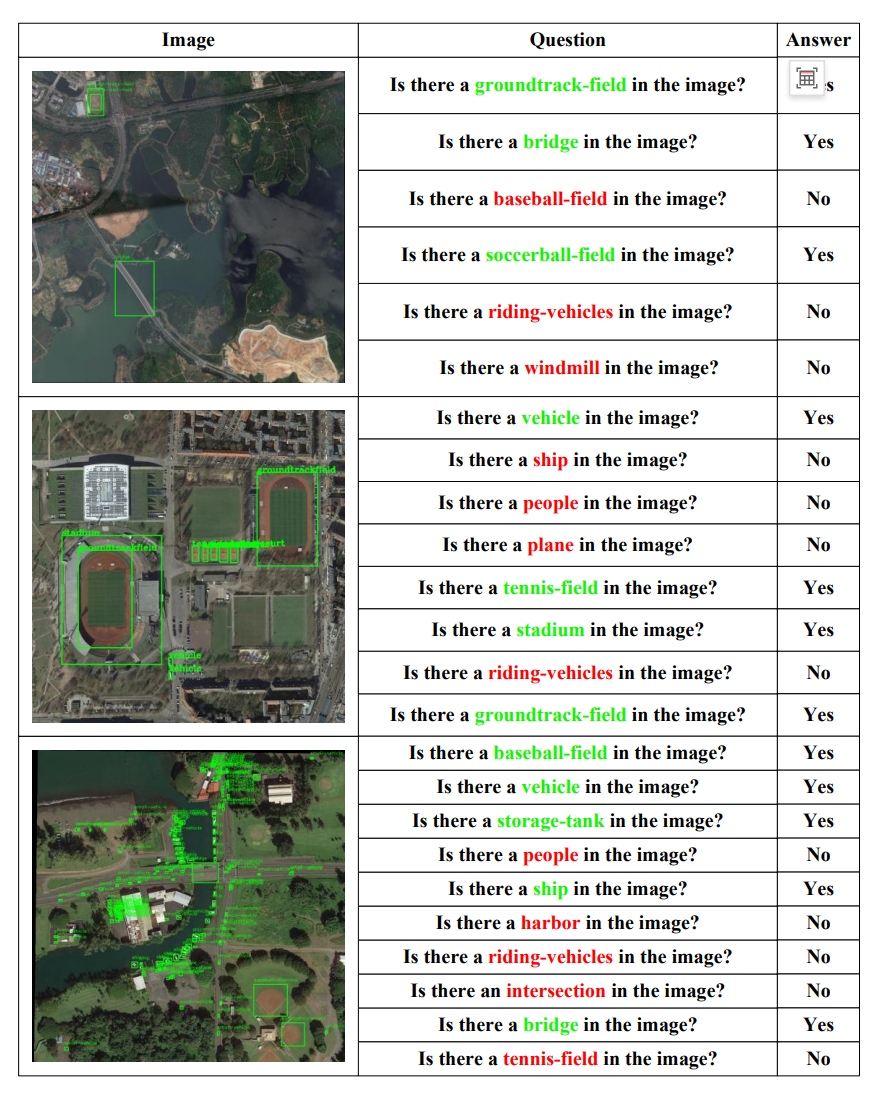 Image Question Answer
Is there a groundtrack-field in the image? s
Is there a bridge in the image? Yes
Is there a baseball-field in the image? No
Is there a soccerball-field in the image? Yes
Is there a riding-vehicles in the image? No
Is there a windmill in the image? No
groundtrackfield
stadium
groundtrackfield
vehicle
Is there a vehicle in the image? Yes
Is there a ship in the image? No
Is there a people in the image? No
Is there a plane in the image? No
Is there a tennis-field in the image? Yes
Is there a stadium in the image? Yes
Is there a riding-vehicles in the image? No
Is there a groundtrack-field in the image? Yes
Is there a baseball-field in the image? Yes
Is there a vehicle in the image? Yes
Is there a storage-tank in the image? Yes
Is there a people in the image? No
Is there a ship in the image? Yes
Is there a harbor in the image? No
Is there a riding-vehicles in the image? No
Is there an intersection in the image? No
Is there a bridge in the image? Yes
Is there a tennis-field in the image? No